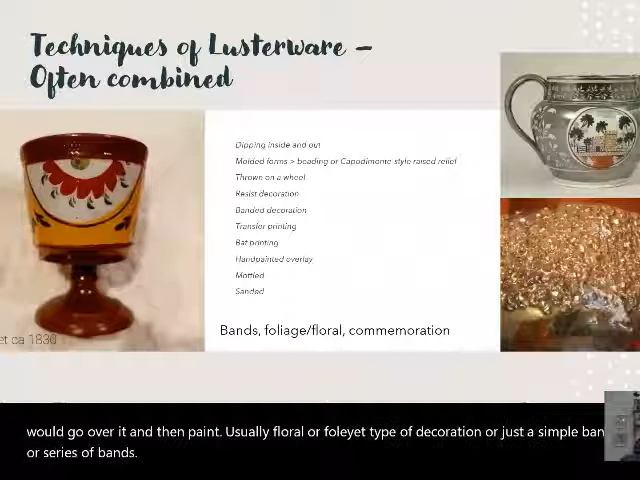 Techniques of Lusterware –
Often combined
Dipping inside and out
Molded forms > beading or Capodimonte style raised relief
Thrown on a wheel
Resist decoration
Banded decoration
Transfer printing
Bat printing
Handpainted overlay
Mottled
Sanded
Bands, foliage/floral, commemoration
et ca 1830
would go over it and then paint. Usually floral or foleyet type of decoration or just a simple ban
or series of bands.